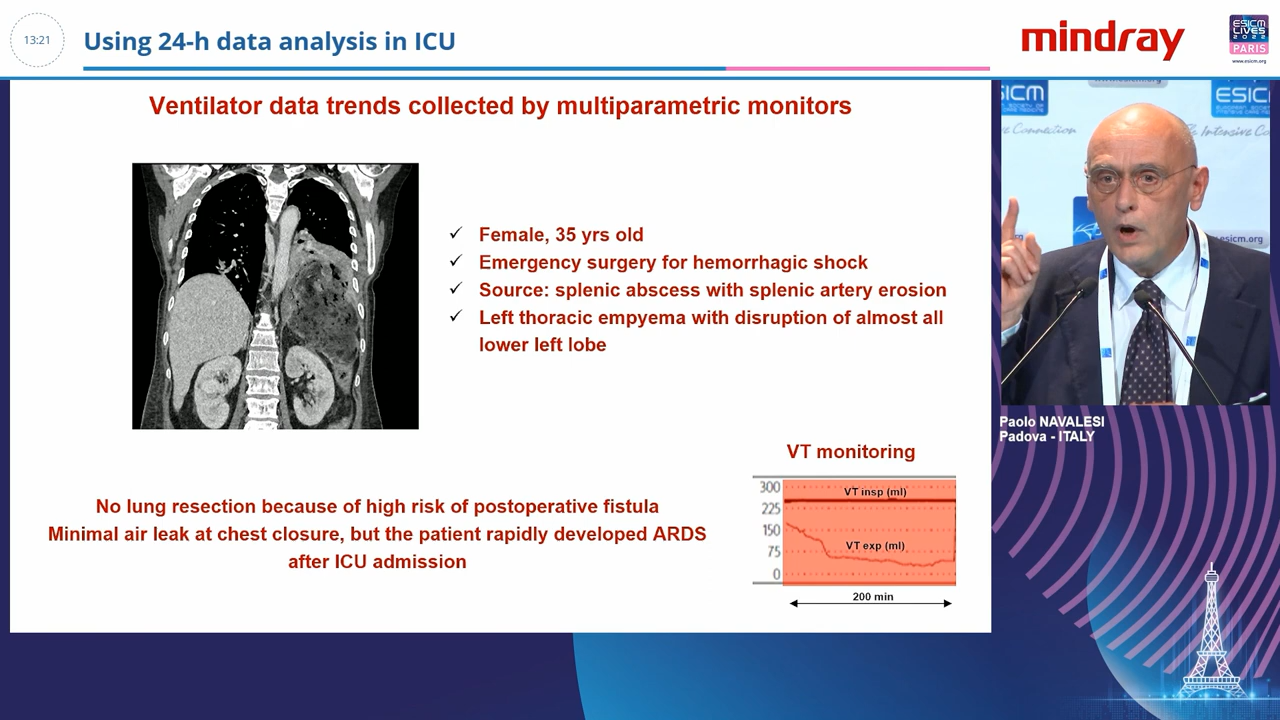 13:21
Using 24-h data analysis in ICU
mindray
ESICM
LIVES
2022
PARIS
www.esicm.org
Ventilator data trends collected by multiparametric monitors
Female, 35 yrs old
Emergency surgery for hemorrhagic shock
Source: splenic abscess with splenic artery erosion
Left thoracic empyema with disruption of almost all
lower left lobe
No lung resection because of high risk of postoperative fistula
Minimal air leak at chest closure, but the patient rapidly developed ARDS
after ICU admission
VT monitoring
300
225
150
75
0
VT insp (ml)
VT exp (ml)
200 min
ESIC
esicm.org
Paolo NAVALESI
Padova - ITALY